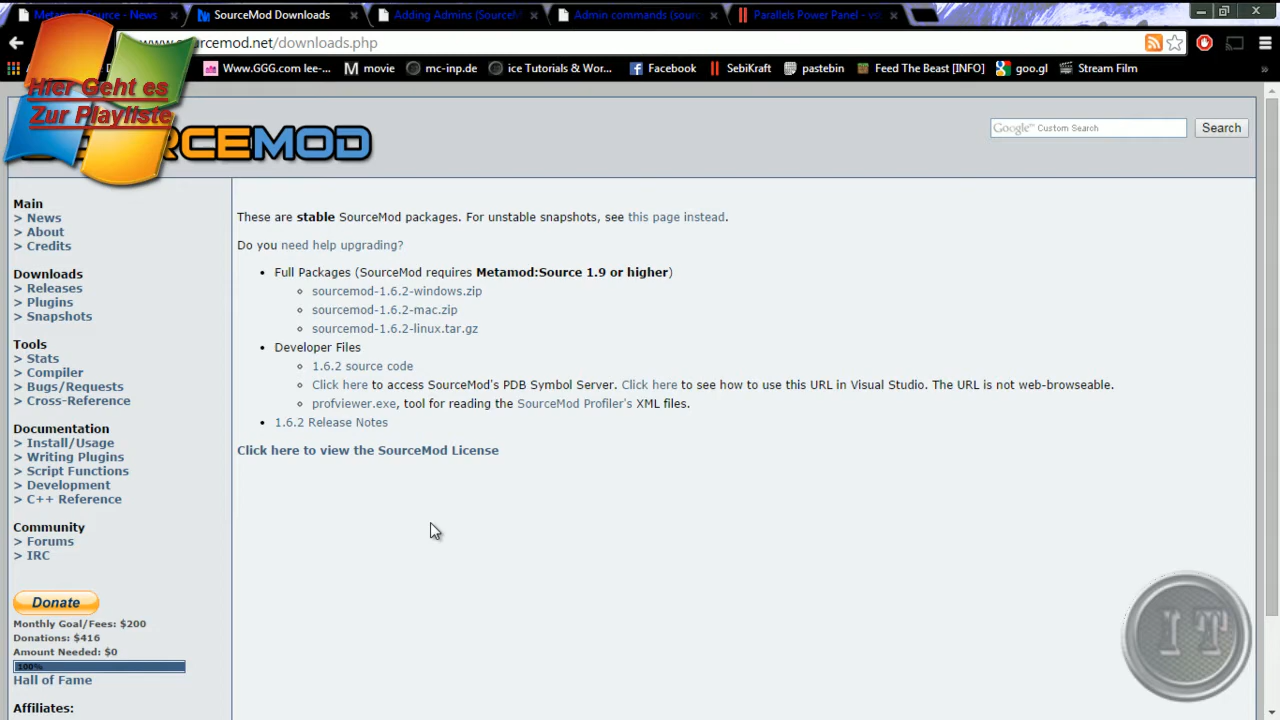 Metamod:Source - News
SourceMod Downloads
Adding Admins (SourceM
Admin commands (sourc
Parallels Power Panel - vs
sourcemod.net/downloads.php
Www.GGG.com lee-...
movie
mc-inp.de
ice Tutorials & Wor...
Facebook
SebiKraft
pastebin
Feed The Beast [INFO]
goo.gl
Stream Film
»
Hier Geht es
Zur Playliste
SOURCEMOD
Google™ Custom Search
Search
Main
> News
> About
> Credits
Downloads
> Releases
> Plugins
> Snapshots
Tools
> Stats
> Compiler
> Bugs/Requests
> Cross-Reference
Documentation
> Install/Usage
> Writing Plugins
> Script Functions
> Development
> C++ Reference
Community
> Forums
> IRC
Donate
Monthly Goal/Fees: $200
Donations: $416
Amount Needed: $0
100%
Hall of Fame
Affiliates:
These are stable SourceMod packages. For unstable snapshots, see this page instead.
Do you need help upgrading?
• Full Packages (SourceMod requires Metamod:Source 1.9 or higher)
sourcemod-1.6.2-windows.zip
sourcemod-1.6.2-mac.zip
sourcemod-1.6.2-linux.tar.gz
• Developer Files
1.6.2 source code
Click here to access SourceMod's PDB Symbol Server. Click here to see how to use this URL in Visual Studio. The URL is not web-browseable.
profviewer.exe, tool for reading the SourceMod Profiler's XML files.
• 1.6.2 Release Notes
Click here to view the SourceMod License
IT